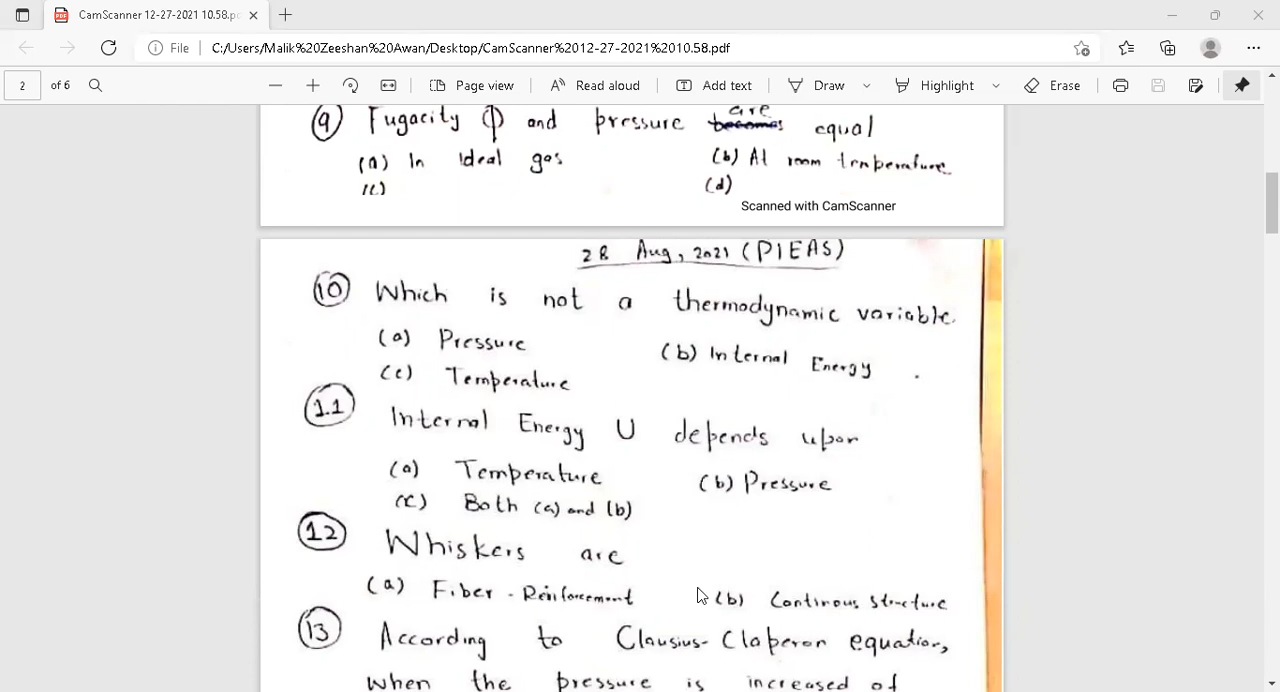 CamScanner 12-27-2021 10.58.pdf
File C:/Users/Malik%20Zeeshan%20Awan/Desktop/CamScanner%2012-27-2021%2010.58.pdf
2 of 6 Page view Read aloud Add text Draw Highlight Erase
9 Fugacity and pressure are becomes equal
(a) In Ideal gas (b) At room temperature
(c) (d)
Scanned with CamScanner
28 Aug, 2021 (PIEAS)
10 Which is not a thermodynamic variable.
(a) Pressure (b) Internal Energy .
(c) Temperature
11 Internal Energy U depends upon
(a) Temperature (b) Pressure
(c) Both (a) and (b)
12 Whiskers are
(a) Fiber - Reinforcement (b) Continous structure
13 According to Clausius-Claperon equation,
when the pressure is increased of